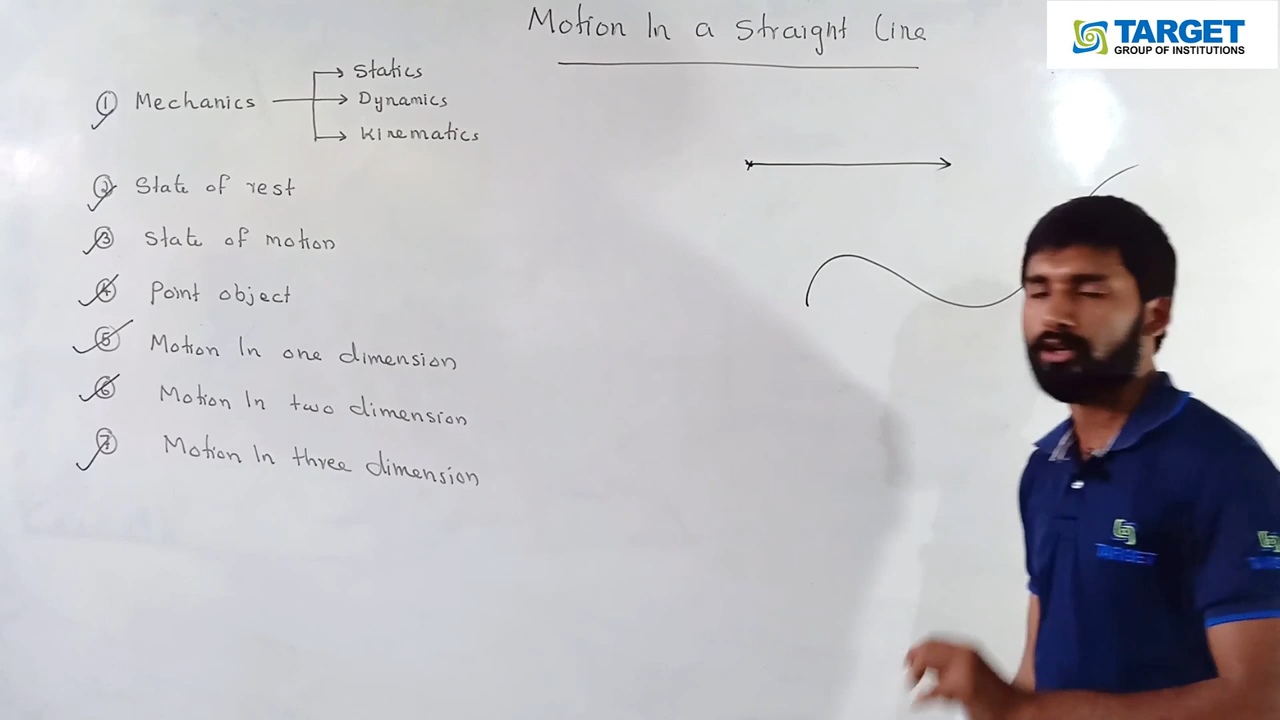 Motion In a Straight Line
TARGET
GROUP OF INSTITUTIONS
① Mechanics
Statics
Dynamics
Kinematics
② State of rest
③ State of motion
④ Point object
⑤ Motion In one dimension
⑥ Motion In two dimension
⑦ Motion In three dimension
TARGET